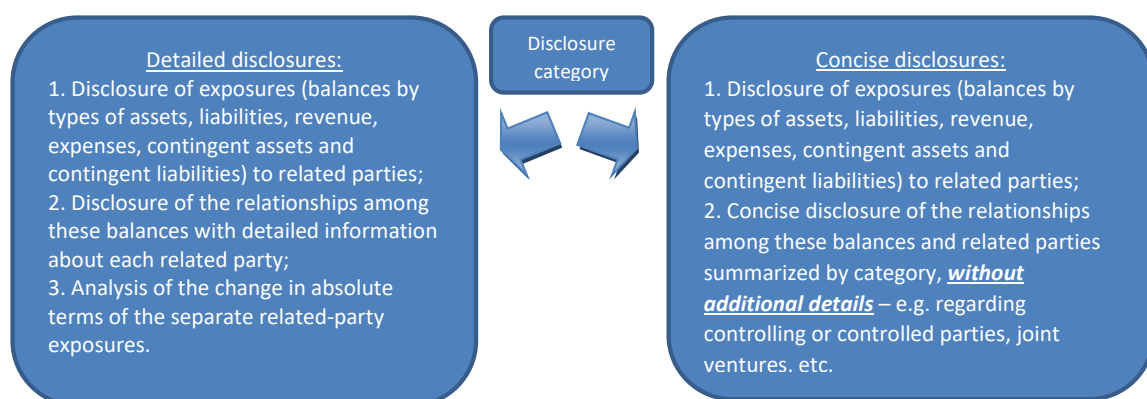 Disclosure
category
Detailed disclosures:
1. Disclosure of exposures (balances by
types of assets, liabilities, revenue,
expenses, contingent assets and
contingent liabilities) to related parties;
2. Disclosure of the relationships among
these balances with detailed information
about each related party;
3. Analysis of the change in absolute
terms of the separate related-party
exposures.
Concise disclosures:
1. Disclosure of exposures (balances by
types of assets, liabilities, revenue,
expenses, contingent assets and
contingent liabilities) to related parties;
2. Concise disclosure of the relationships
among these balances and related parties
summarized by category, without
additional details – e.g. regarding
controlling or controlled parties, joint
ventures. etc.